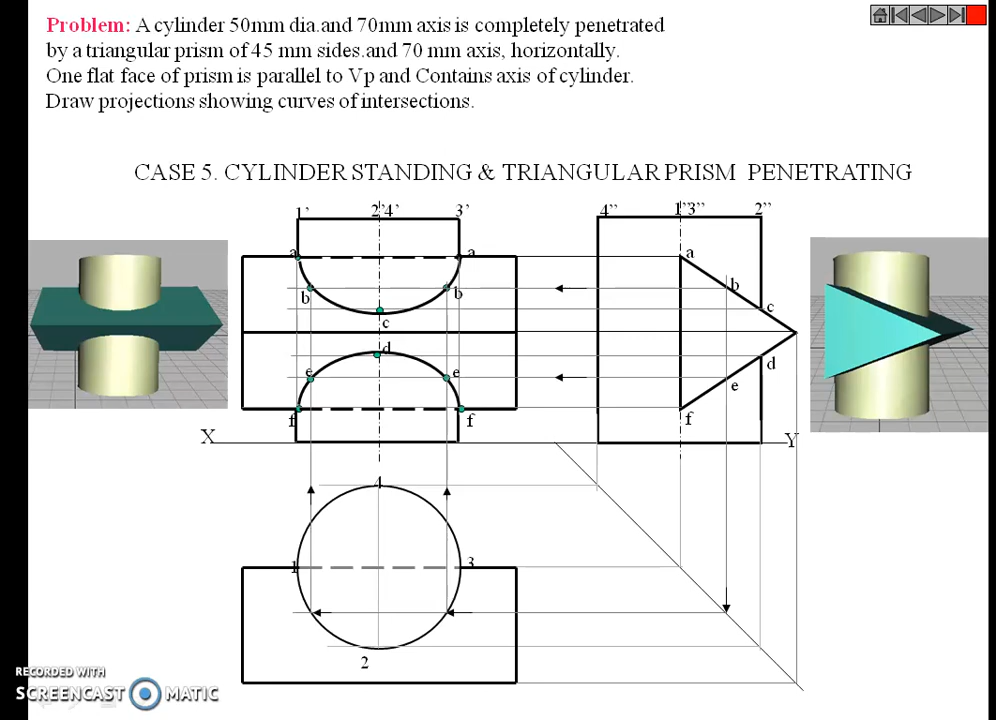 Problem: A cylinder 50mm dia.and 70mm axis is completely penetrated
by a triangular prism of 45 mm sides.and 70 mm axis, horizontally.
One flat face of prism is parallel to Vp and Contains axis of cylinder.
Draw projections showing curves of intersections.
CASE 5. CYLINDER STANDING & TRIANGULAR PRISM PENETRATING
1' 2'4' 3' 4" 1"3" 2"
a a a
b b b
c c
d d
e e e
f f f
X Y
4
1 3
2
RECORDED WITH
SCREENCAST MATIC